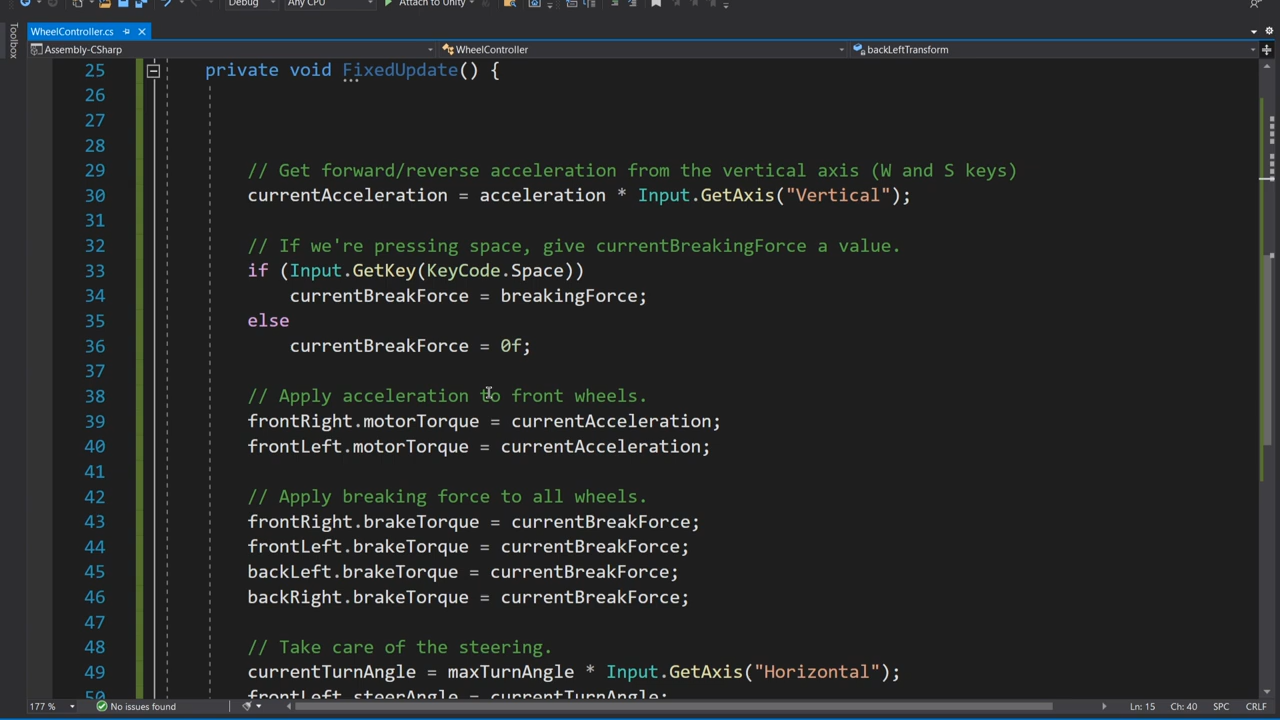 Debug
Any CPU
Attach to Unity
Toolbox
WheelController.cs
Assembly-CSharp
WheelController
backLeftTransform
25 private void FixedUpdate() {
26
27
28
29 // Get forward/reverse acceleration from the vertical axis (W and S keys)
30 currentAcceleration = acceleration * Input.GetAxis("Vertical");
31
32 // If we're pressing space, give currentBreakingForce a value.
33 if (Input.GetKey(KeyCode.Space))
34 currentBreakForce = breakingForce;
35 else
36 currentBreakForce = 0f;
37
38 // Apply acceleration to front wheels.
39 frontRight.motorTorque = currentAcceleration;
40 frontLeft.motorTorque = currentAcceleration;
41
42 // Apply breaking force to all wheels.
43 frontRight.brakeTorque = currentBreakForce;
44 frontLeft.brakeTorque = currentBreakForce;
45 backLeft.brakeTorque = currentBreakForce;
46 backRight.brakeTorque = currentBreakForce;
47
48 // Take care of the steering.
49 currentTurnAngle = maxTurnAngle * Input.GetAxis("Horizontal");
50 frontLeft.steerAngle = currentTurnAngle;
177 %
No issues found
Ln: 15
Ch: 40
SPC
CRLF